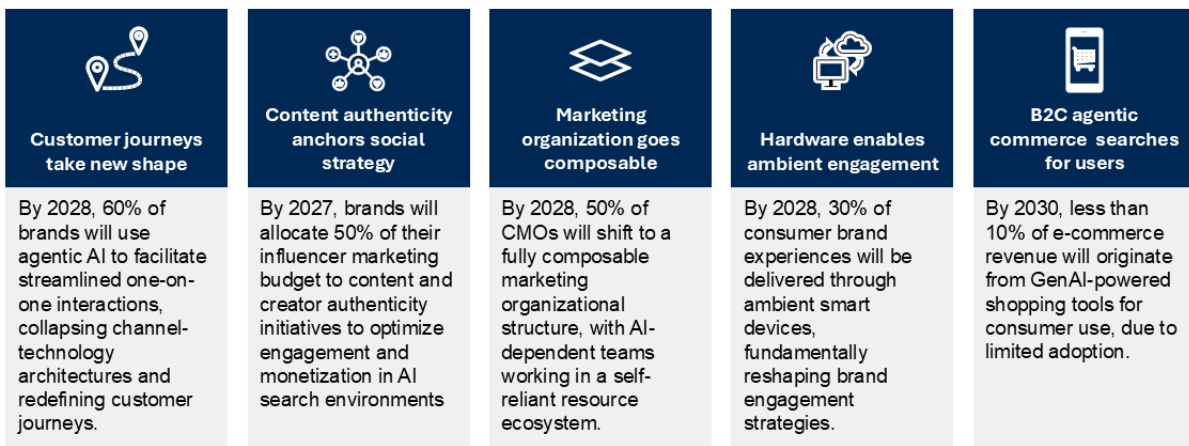 Customer journeys
take new shape
By 2028, 60% of
brands will use
agentic AI to facilitate
streamlined one-on-
one interactions,
collapsing channel-
technology
architectures and
redefining customer
journeys.
Content authenticity
anchors social
strategy
By 2027, brands will
allocate 50% of their
influencer marketing
budget to content and
creator authenticity
initiatives to optimize
engagement and
monetization in AI
search environments
Marketing
organization goes
composable
By 2028, 50% of
CMOs will shift to a
fully composable
marketing
organizational
structure, with AI-
dependent teams
working in a self-
reliant resource
ecosystem.
Hardware enables
ambient engagement
By 2028, 30% of
consumer brand
experiences will be
delivered through
ambient smart
devices,
fundamentally
reshaping brand
engagement
strategies.
B2C agentic
commerce searches
for users
By 2030, less than
10% of e-commerce
revenue will originate
from GenAI-powered
shopping tools for
consumer use, due to
limited adoption.